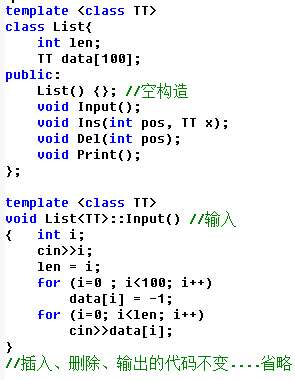 template <class TT>
class List{
    int len;
    TT data[100];
public:
    List() {}; //空构造
    void Input();
    void Ins(int pos, TT x);
    void Del(int pos);
    void Print();
};

template <class TT>
void List<TT>::Input() //输入
{   int i;
    cin>>i;
    len = i;
    for (i=0 ; i<100; i++)
        data[i] = -1;
    for (i=0; i<len; i++)
        cin>>data[i];
}
//插入、删除、输出的代码不变....省略